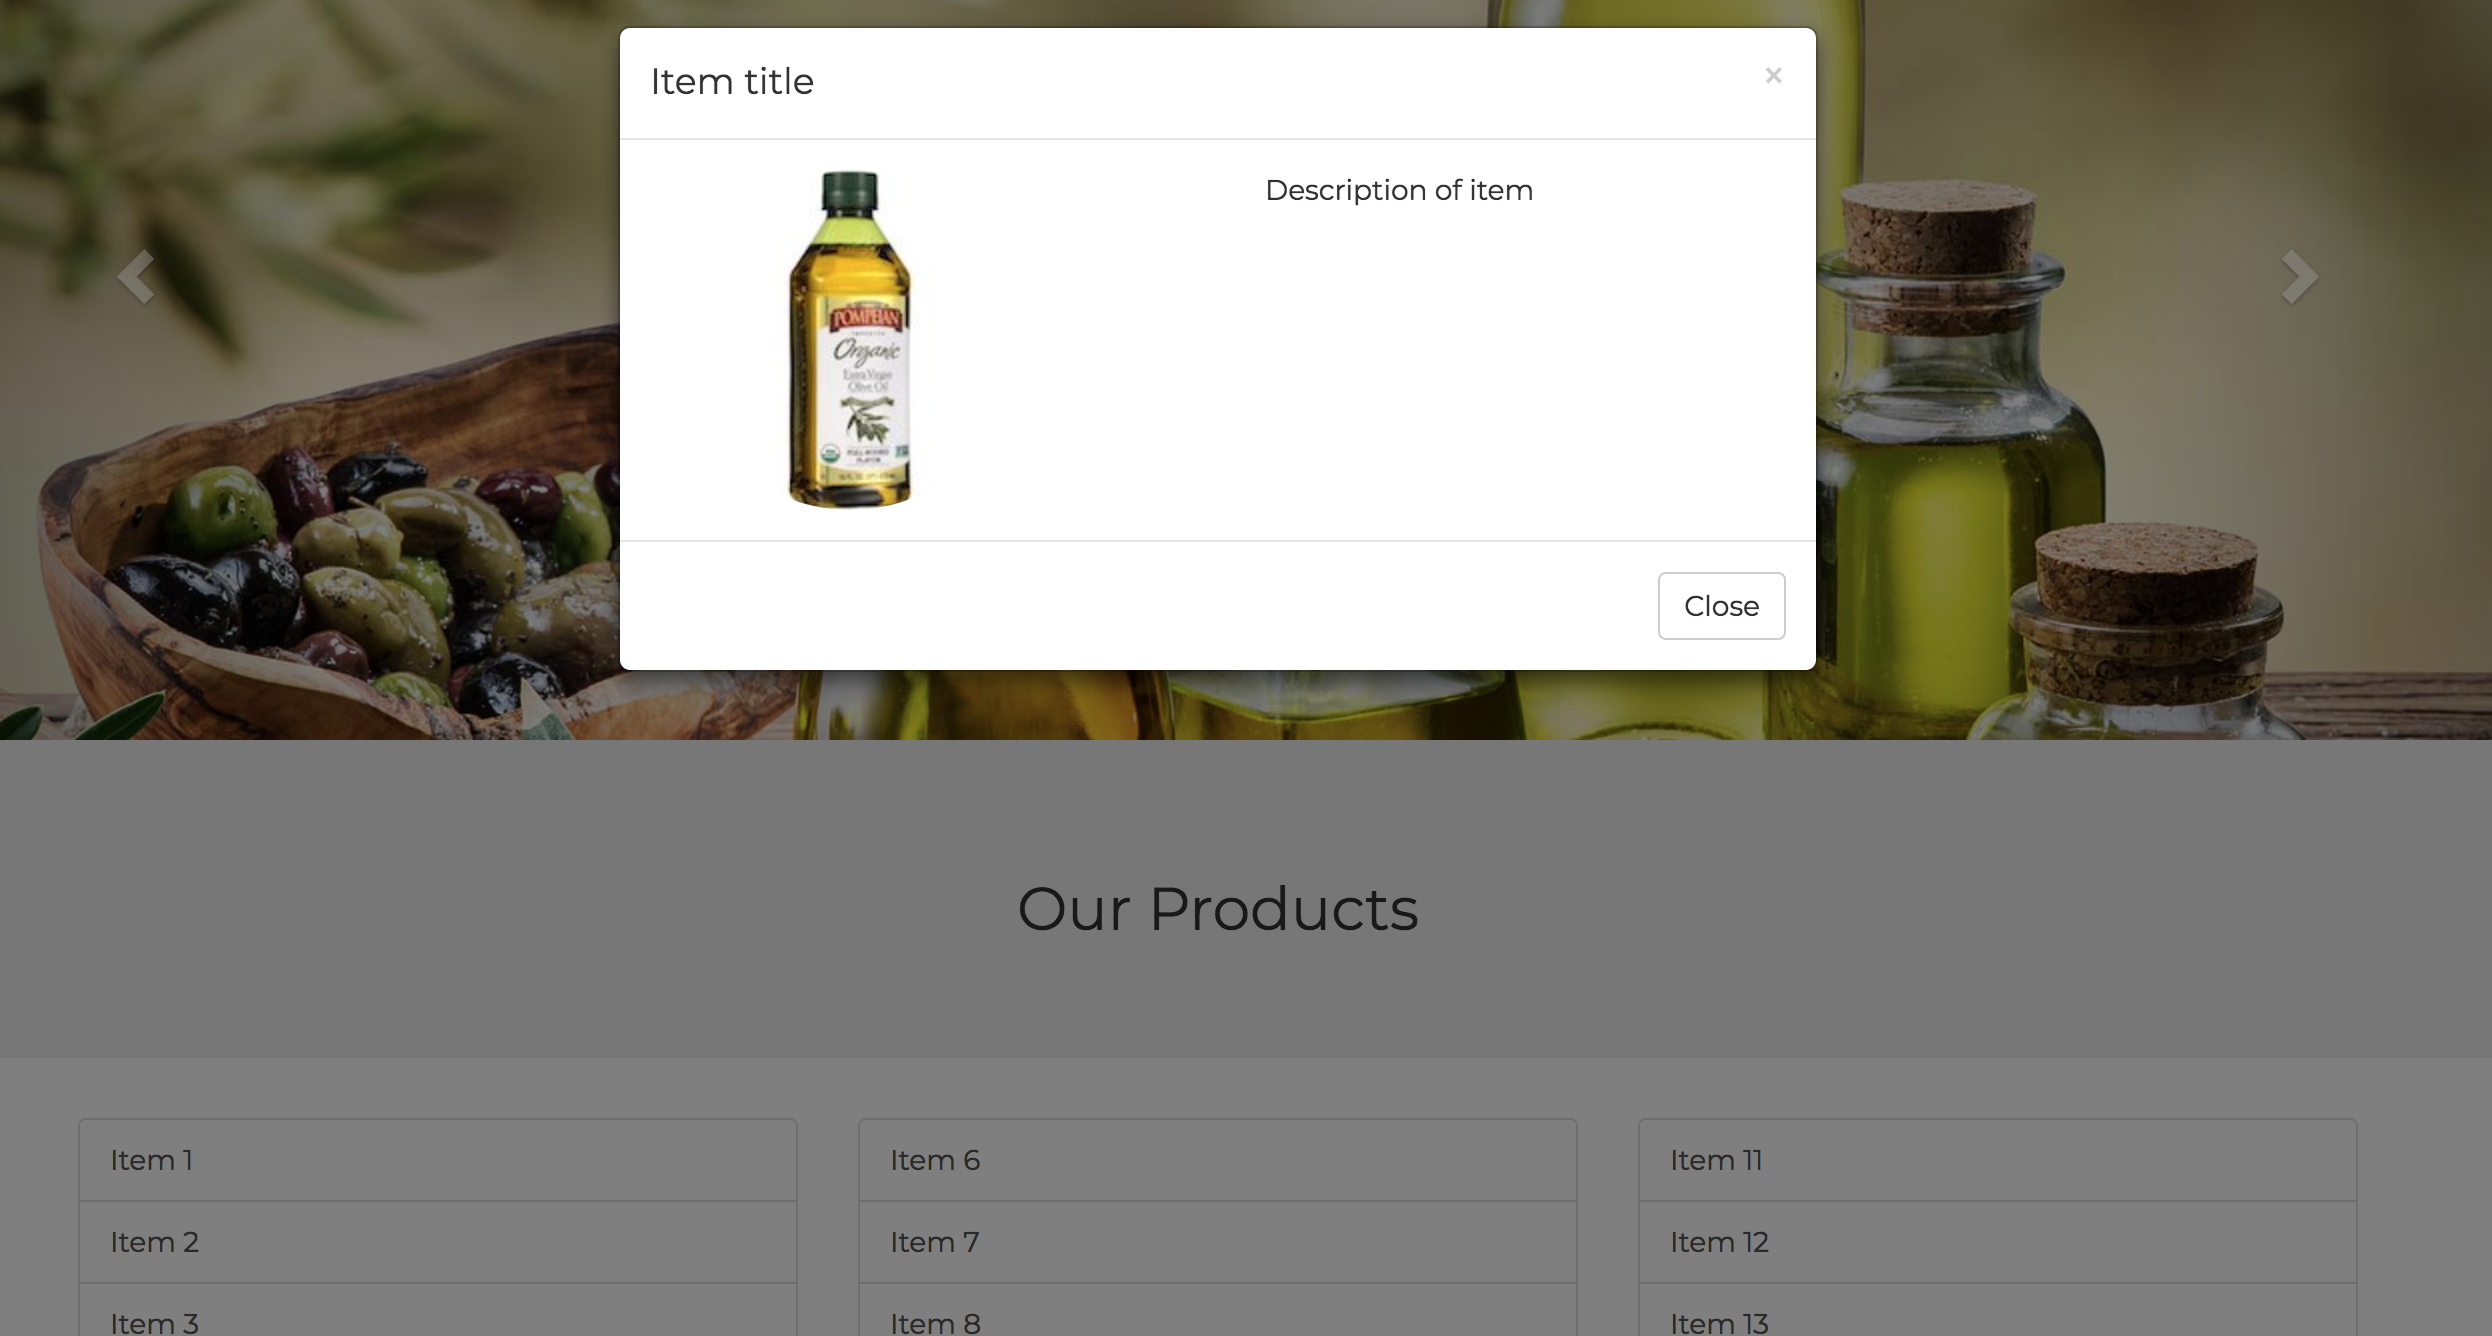 Item title
×
Description of item
POMPEIAN
Organic
Extra Virgin
Olive Oil
Close
Our Products
Item 1
Item 2
Item 3
Item 6
Item 7
Item 8
Item 11
Item 12
Item 13